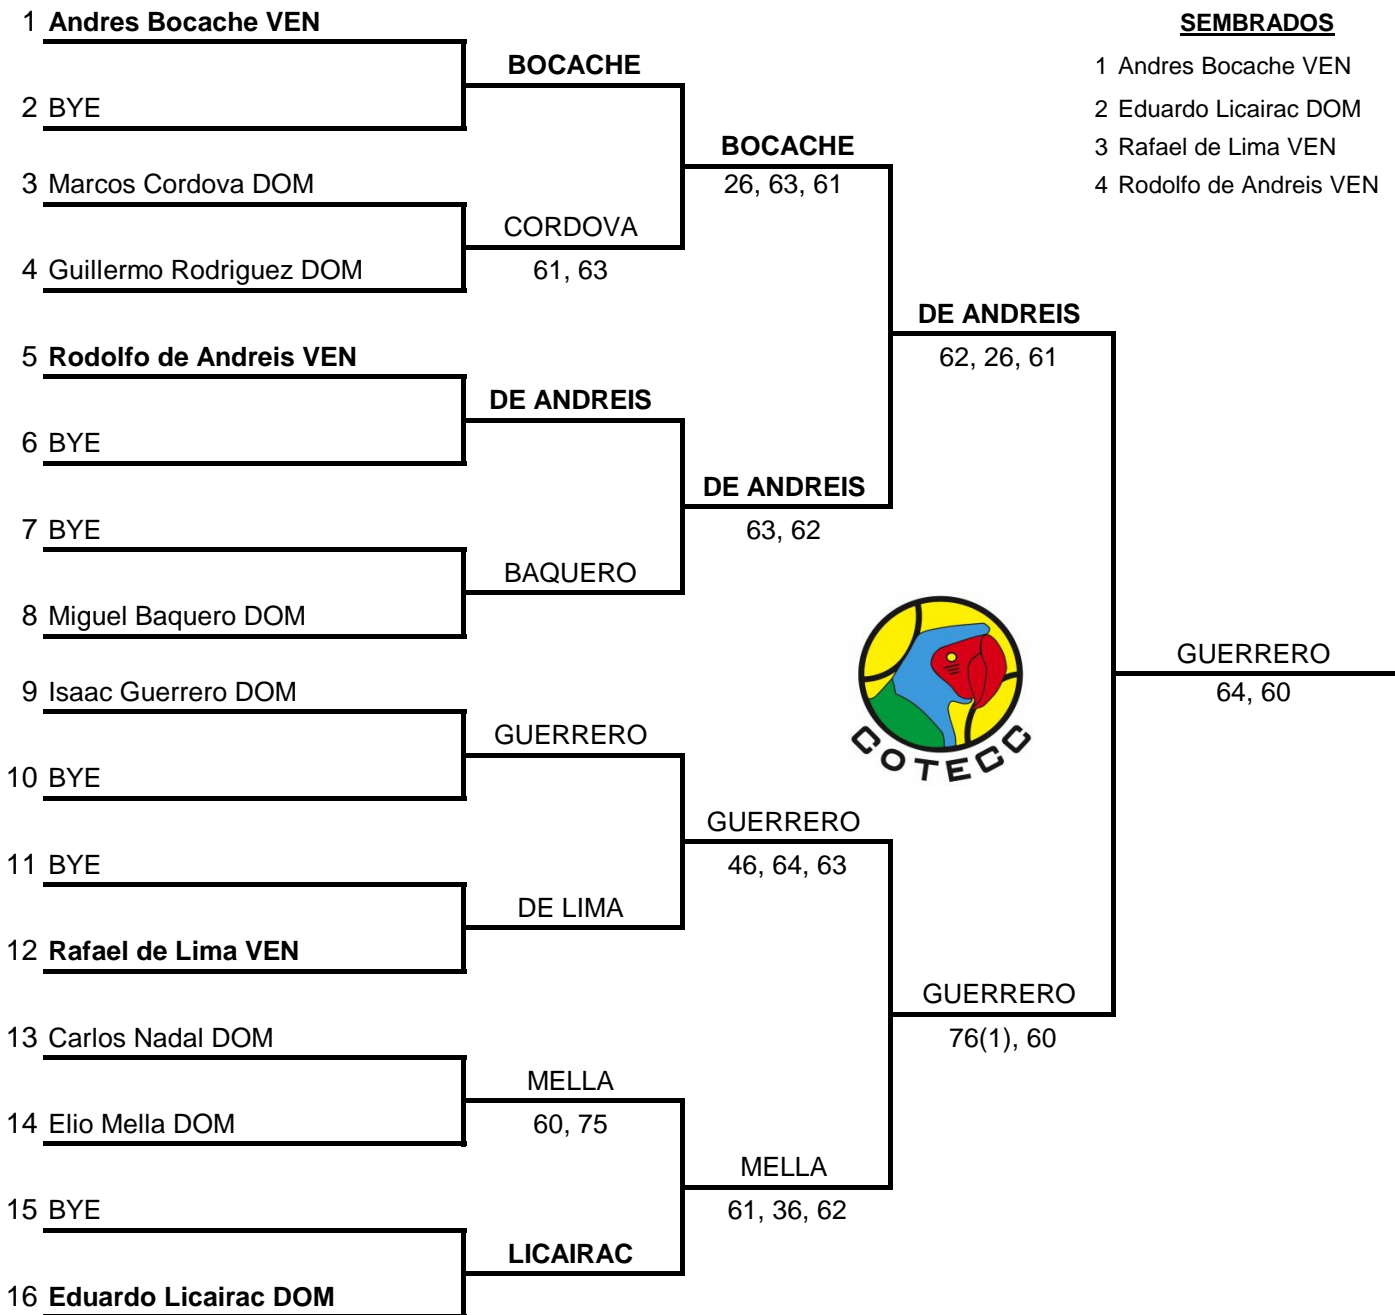 1 Andres Bocache VEN
SEMBRADOS
BOCACHE
1 Andres Bocache VEN
2 BYE
2 Eduardo Licairac DOM
BOCACHE
3 Rafael de Lima VEN
3 Marcos Cordova DOM
26, 63, 61
4 Rodolfo de Andreis VEN
CORDOVA
4 Guillermo Rodriguez DOM
61, 63
DE ANDREIS
5 Rodolfo de Andreis VEN
62, 26, 61
DE ANDREIS
6 BYE
DE ANDREIS
7 BYE
63, 62
BAQUERO
8 Miguel Baquero DOM
GUERRERO
9 Isaac Guerrero DOM
64, 60
GUERRERO
COTECC
10 BYE
GUERRERO
11 BYE
46, 64, 63
DE LIMA
12 Rafael de Lima VEN
GUERRERO
13 Carlos Nadal DOM
76(1), 60
MELLA
14 Elio Mella DOM
60, 75
MELLA
15 BYE
61, 36, 62
LICAIRAC
16 Eduardo Licairac DOM